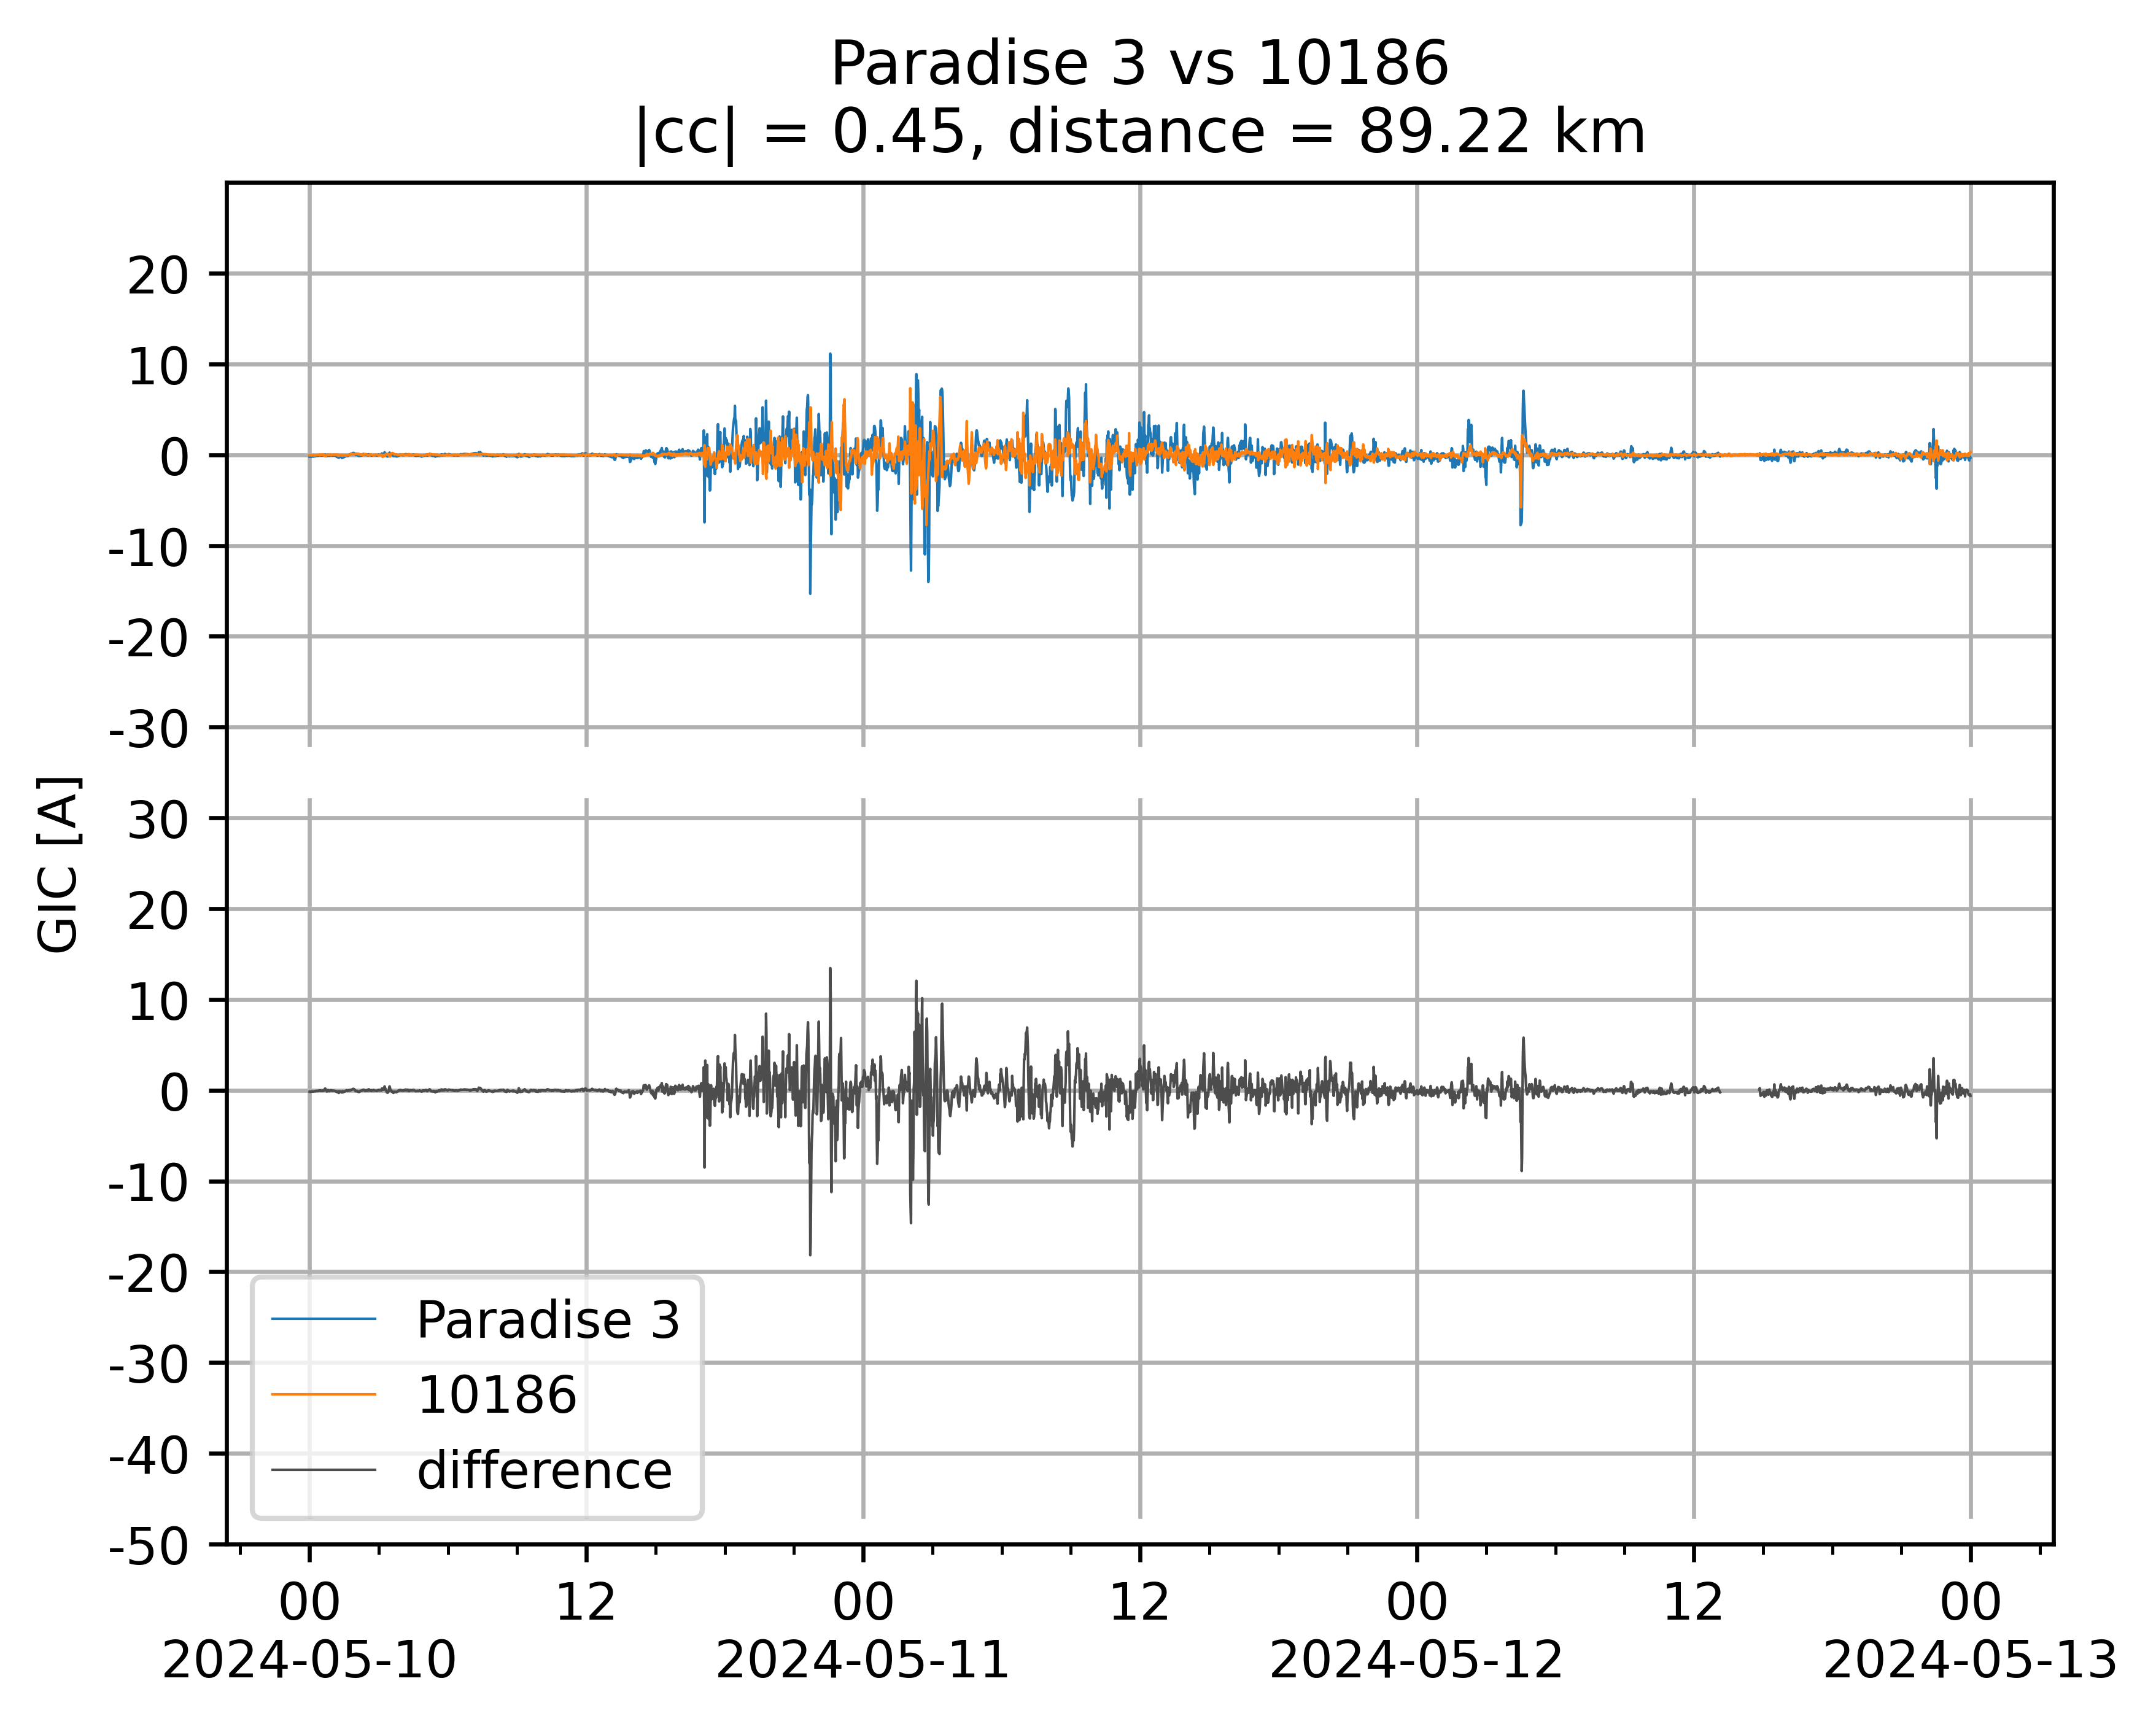 Paradise 3 vs 10186
|cc| = 0.45, distance = 89.22 km
20
10
0
-10
-20
-30
30
20
10
0
-10
-20
-30
-40
-50
GIC [A]
Paradise 3
10186
difference
00 12 00 12 00 12 00
2024-05-10 2024-05-11 2024-05-12 2024-05-13